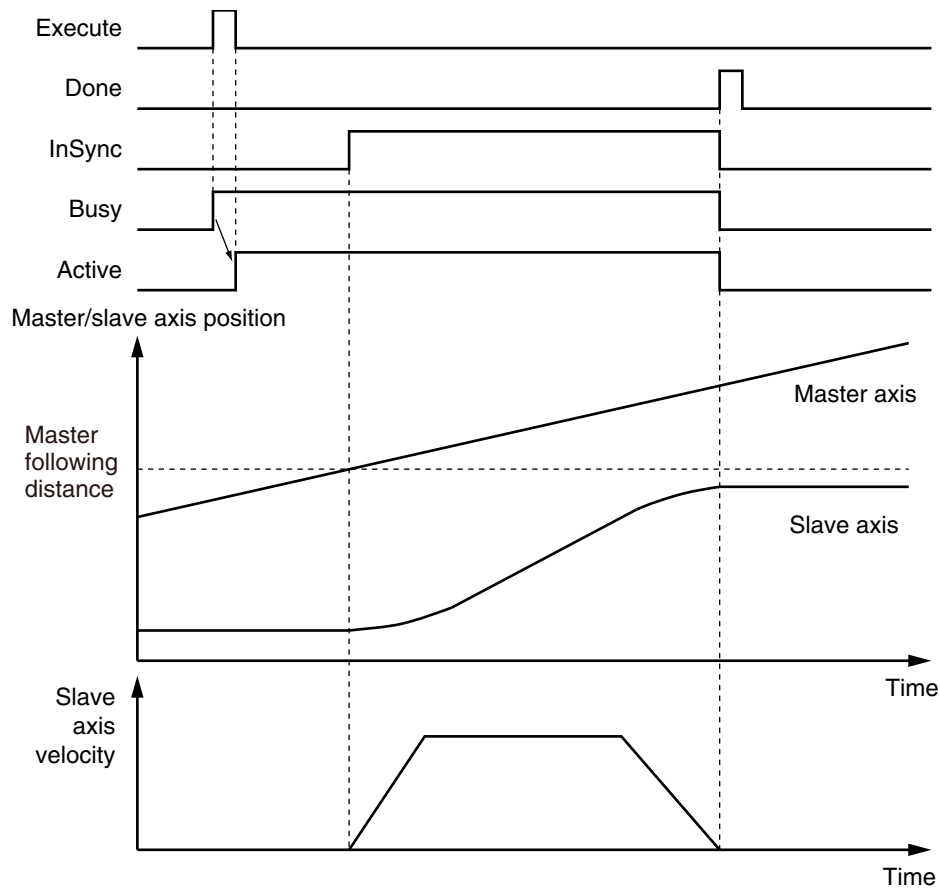 Execute
Done
InSync
Busy
Active
Master/slave axis position
Master axis
Master
following
distance
Slave axis
Time
Slave
axis
velocity
Time